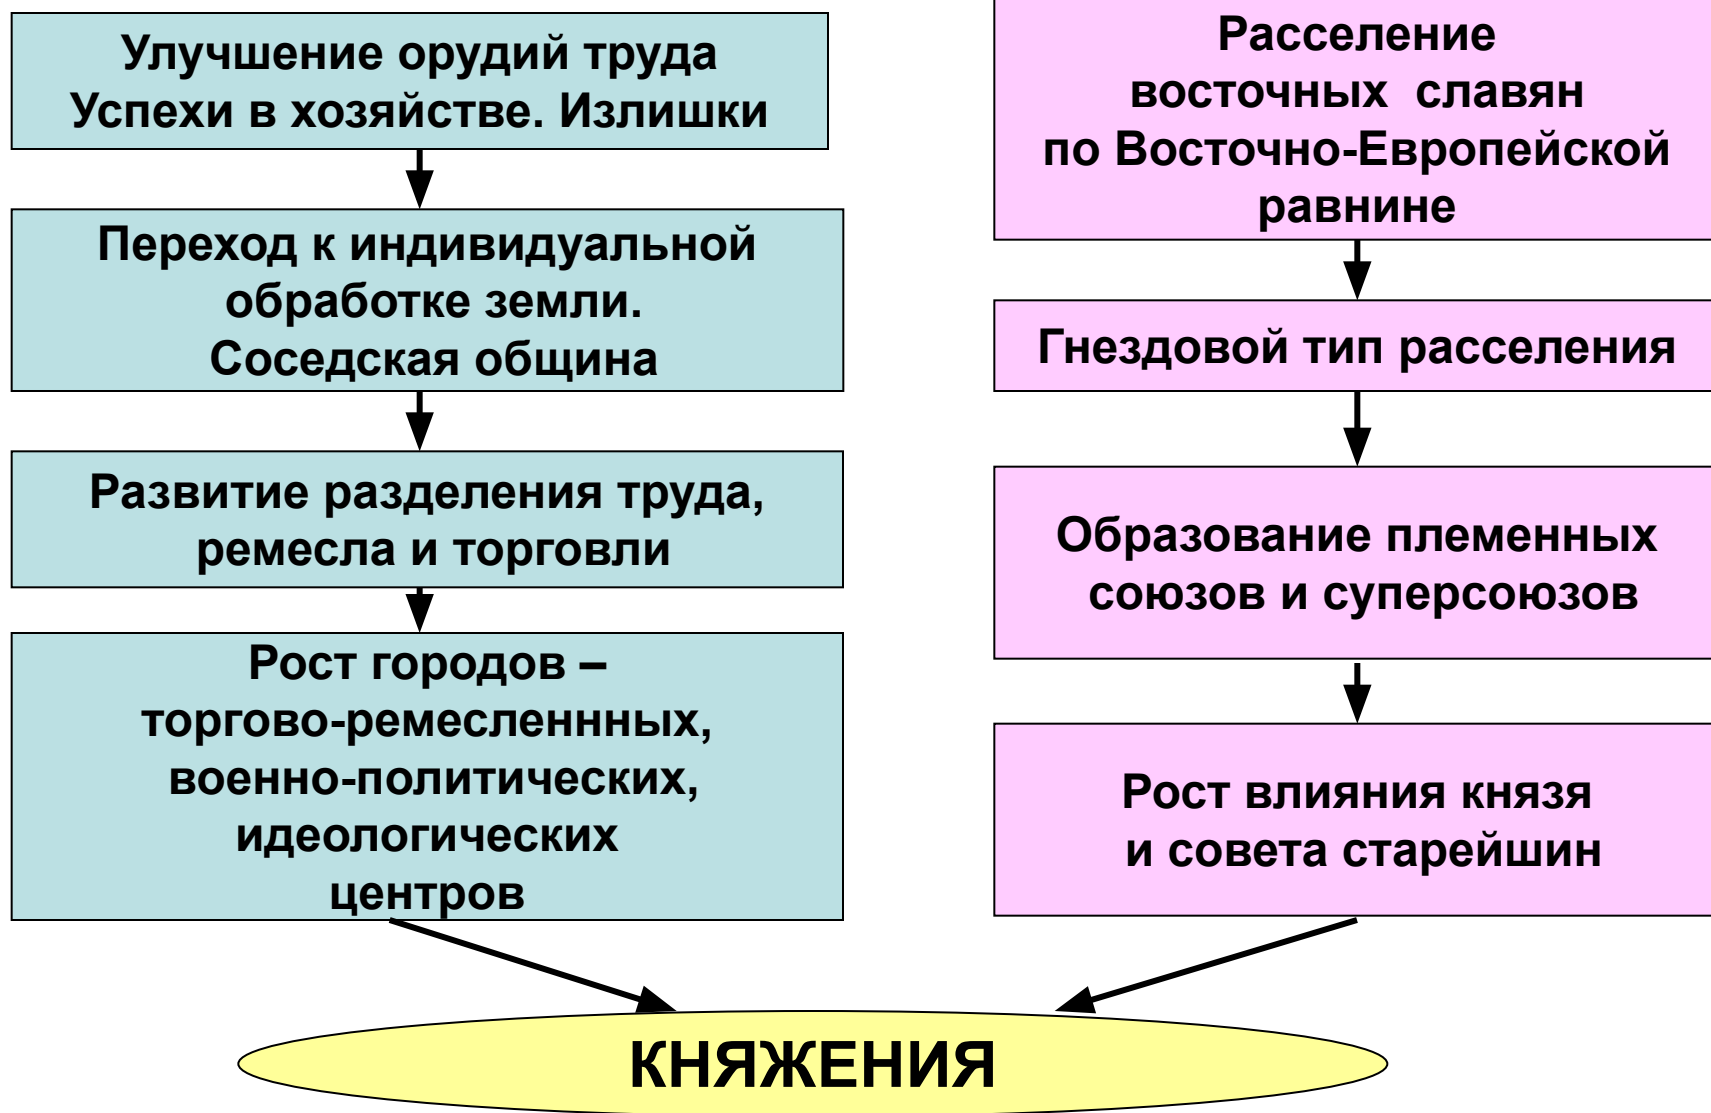 Улучшение орудий труда
Успехи в хозяйстве. Излишки
Переход к индивидуальной
обработке земли.
Соседская община
Развитие разделения труда,
ремесла и торговли
Рост городов –
торгово-ремесленнных,
военно-политических,
идеологических
центров
Расселение
восточных славян
по Восточно-Европейской
равнине
Гнездовой тип расселения
Образование племенных
союзов и суперсоюзов
Рост влияния князя
и совета старейшин
КНЯЖЕНИЯ